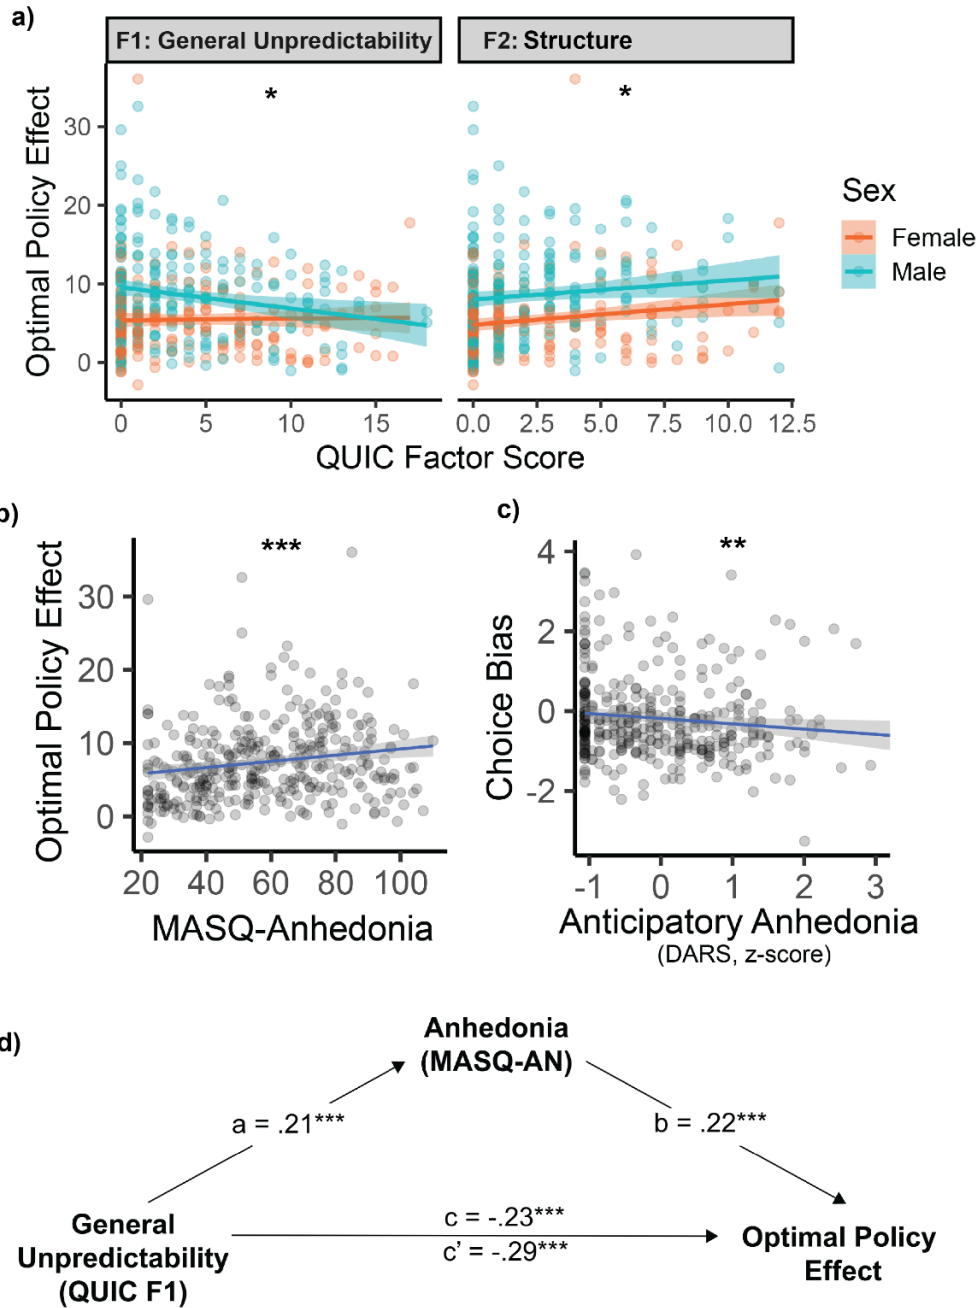 a)
F1: General Unpredictability
F2: Structure
*
*
Optimal Policy Effect
30
20
10
0
0 5 10 15
0.0 2.5 5.0 7.5 10.0 12.5
QUIC Factor Score
Sex
Female
Male
b)
***
Optimal Policy Effect
30
20
10
0
20 40 60 80 100
MASQ-Anhedonia
c)
**
Choice Bias
4
2
0
-2
-1 0 1 2 3
Anticipatory Anhedonia
(DARS, z-score)
d)
Anhedonia
(MASQ-AN)
a = .21***
b = .22***
General
Unpredictability
(QUIC F1)
c = -.23***
c' = -.29***
Optimal Policy
Effect